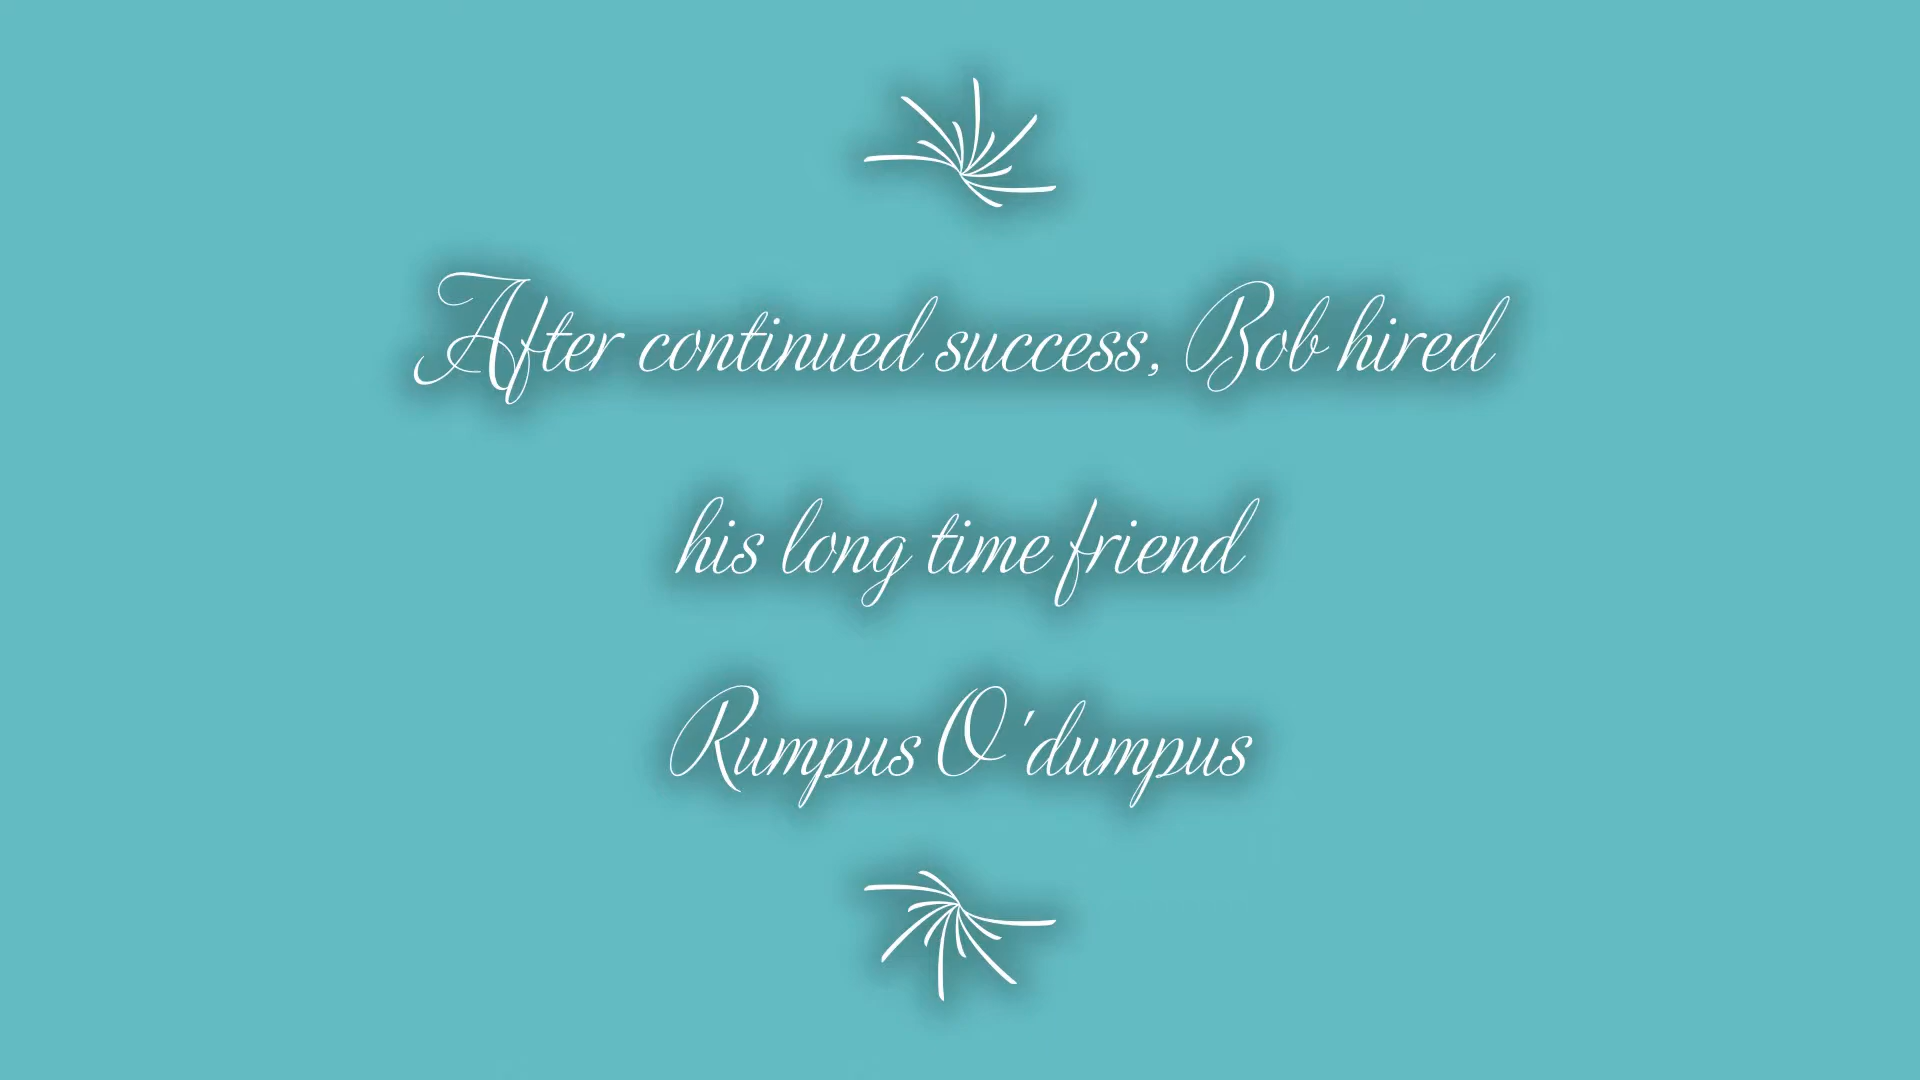 After continued success, Bob hired
his long time friend
Rumpus O'dumpus